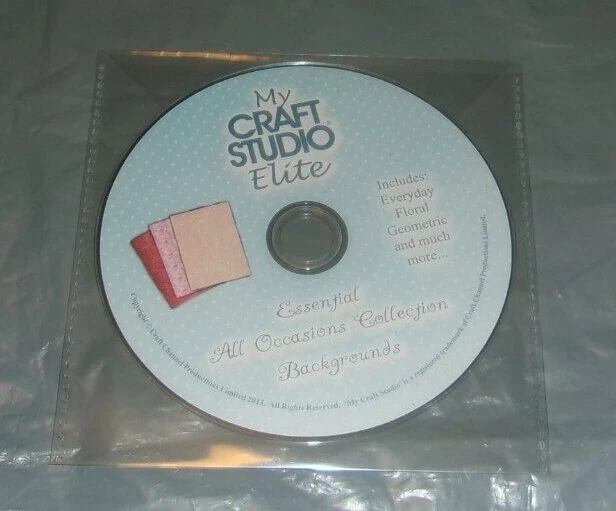 My
CRAFT
STUDIO®
Elite
Includes:
Everyday
Floral
Geometric
and much
more...
Essential
All Occasions Collection
Backgrounds
Copyright © Craft Channel Productions Limited 2013. All Rights Reserved. "My Craft Studio" is a registered trademark of Craft Channel Productions Limited.